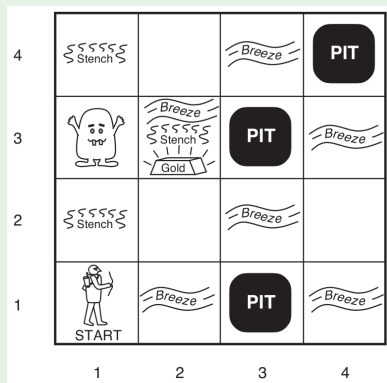 4
Stench
Breeze
PIT
3
Breeze
Stench
Gold
PIT
Breeze
2
Stench
Breeze
1
START
Breeze
PIT
Breeze
1 2 3 4